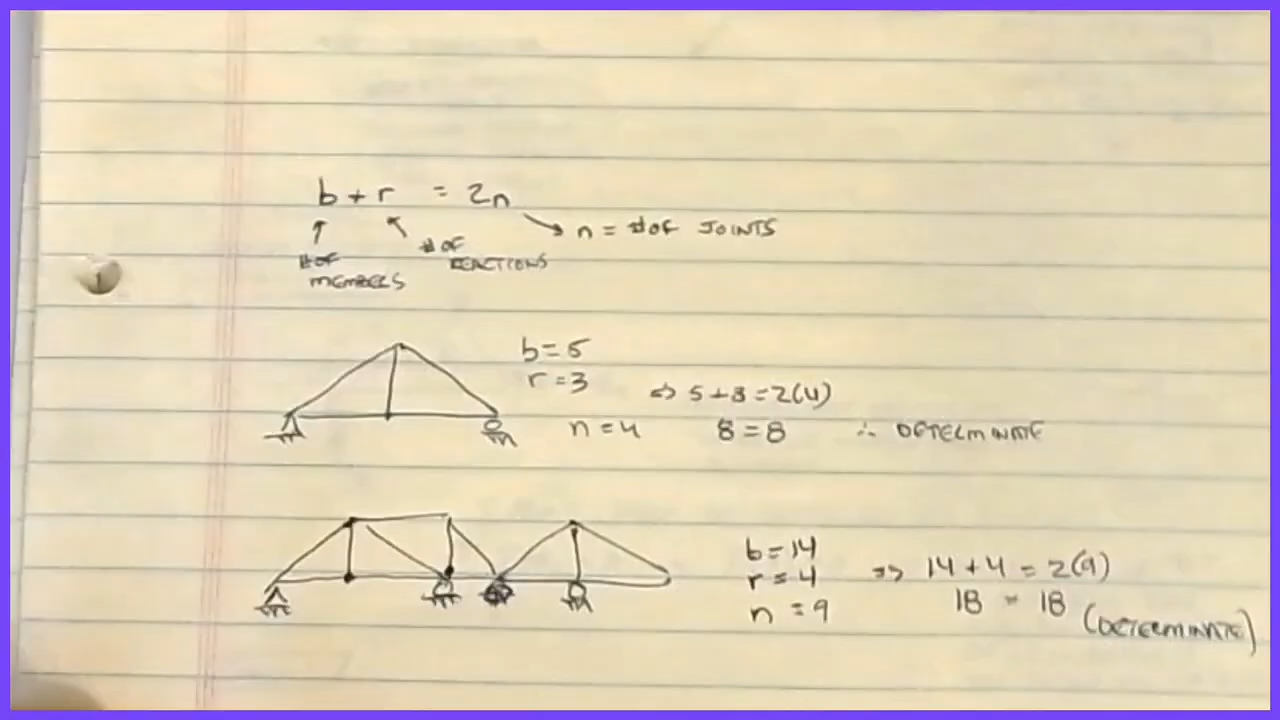 b + r = 2n
n = # OF JOINTS
# OF MEMBERS
# OF REACTIONS
b = 5
r = 3
n = 4
⇒ 5 + 3 = 2(4)
8 = 8 ∴ DETERMINATE
b = 14
r = 4
n = 9
⇒ 14 + 4 = 2(9)
18 = 18
(DETERMINATE)